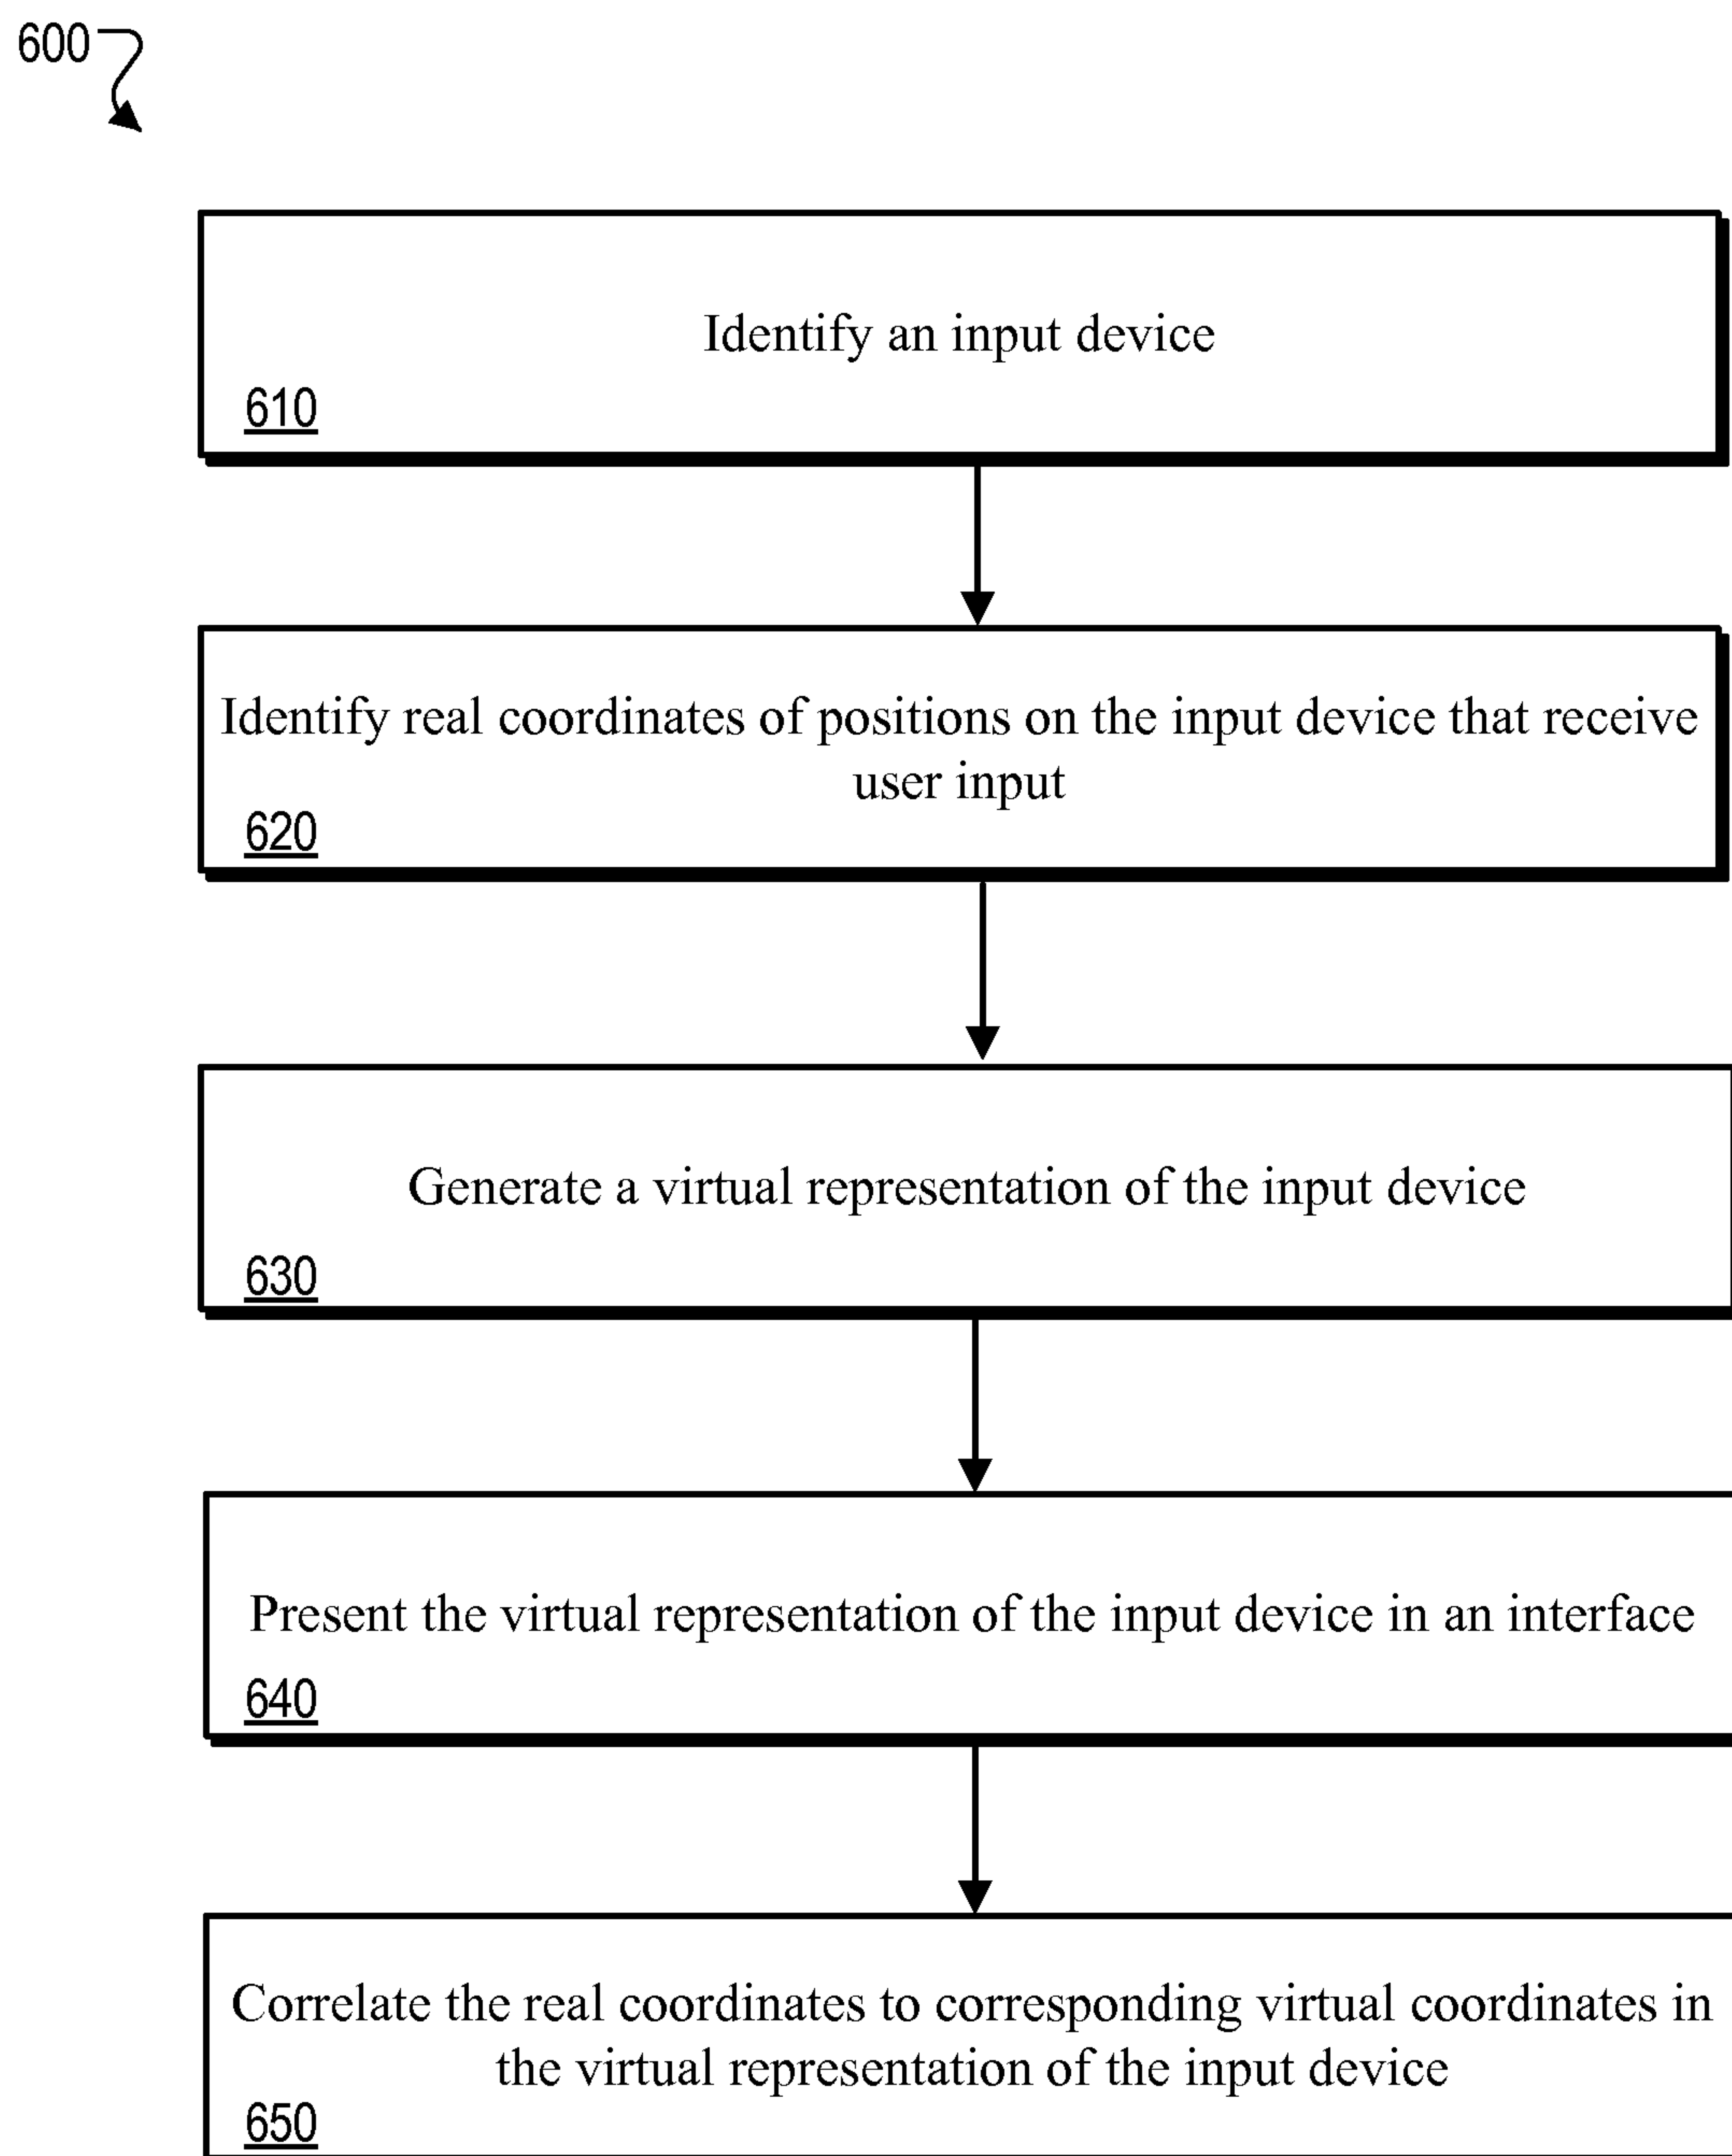 600
Identify an input device
610
Identify real coordinates of positions on the input device that receive
user input
620
Generate a virtual representation of the input device
630
Present the virtual representation of the input device in an interface
640
Correlate the real coordinates to corresponding virtual coordinates in
the virtual representation of the input device
650